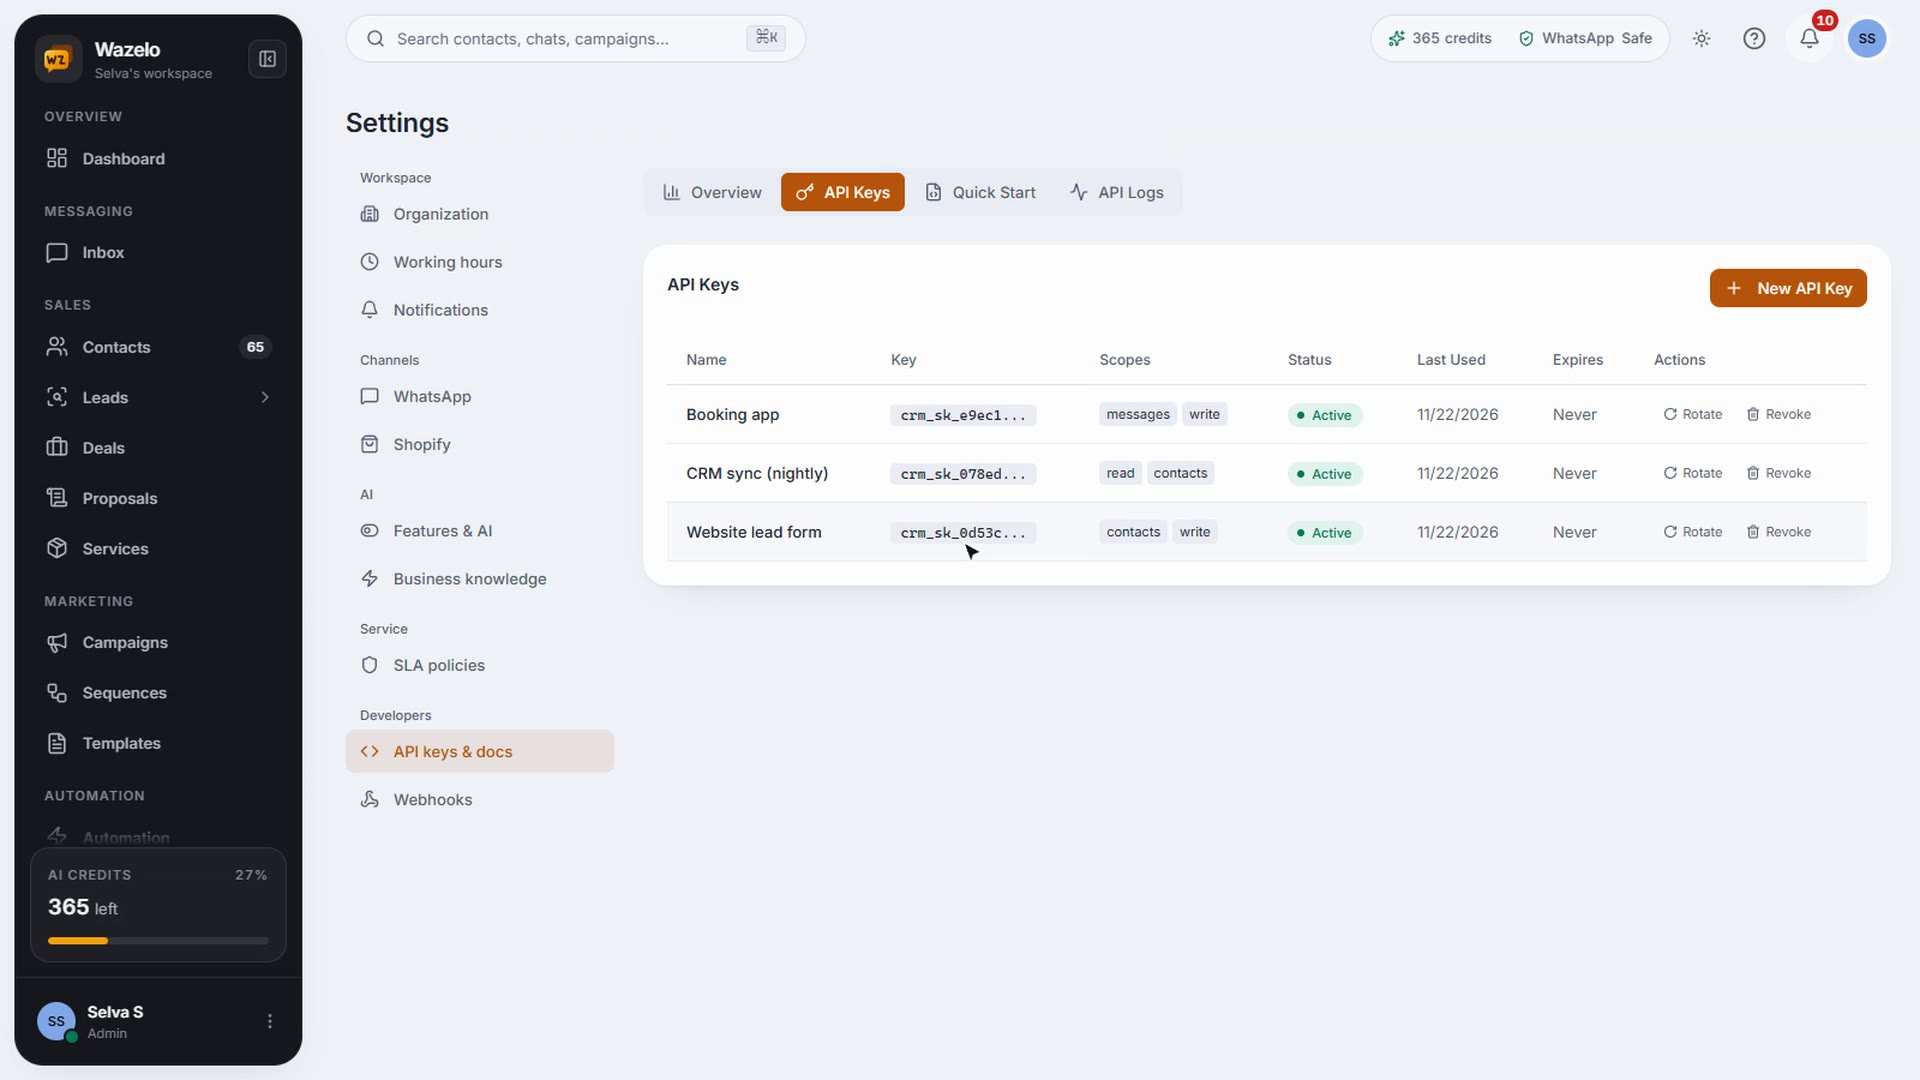 WZ
Wazelo
Selva's workspace
OVERVIEW
Dashboard
MESSAGING
Inbox
SALES
Contacts 65
Leads
Deals
Proposals
Services
MARKETING
Campaigns
Sequences
Templates
AUTOMATION
Automation
AI CREDITS 27%
365 left
SS
Selva S
Admin
Search contacts, chats, campaigns... ⌘K
365 credits WhatsApp Safe 10 SS
Settings
Workspace
Organization
Working hours
Notifications
Channels
WhatsApp
Shopify
AI
Features & AI
Business knowledge
Service
SLA policies
Developers
API keys & docs
Webhooks
Overview API Keys Quick Start API Logs
API Keys New API Key
Name Key Scopes Status Last Used Expires Actions
Booking app crm_sk_e9ec1... messages write Active 11/22/2026 Never Rotate Revoke
CRM sync (nightly) crm_sk_078ed... read contacts Active 11/22/2026 Never Rotate Revoke
Website lead form crm_sk_0d53c... contacts write Active 11/22/2026 Never Rotate Revoke